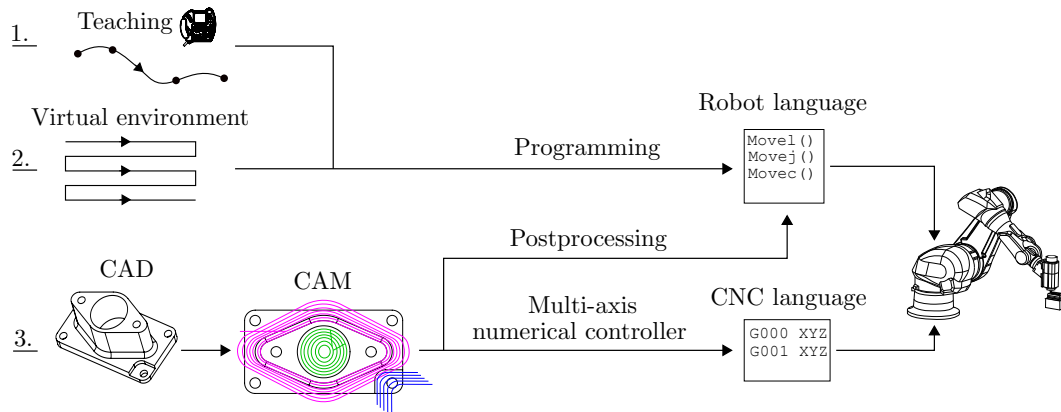 1.
Teaching
Virtual environment
2.
Programming
Robot language
Movel()
Movej()
Movec()
Postprocessing
3.
CAD
CAM
Multi-axis
numerical controller
CNC language
G000 XYZ
G001 XYZ